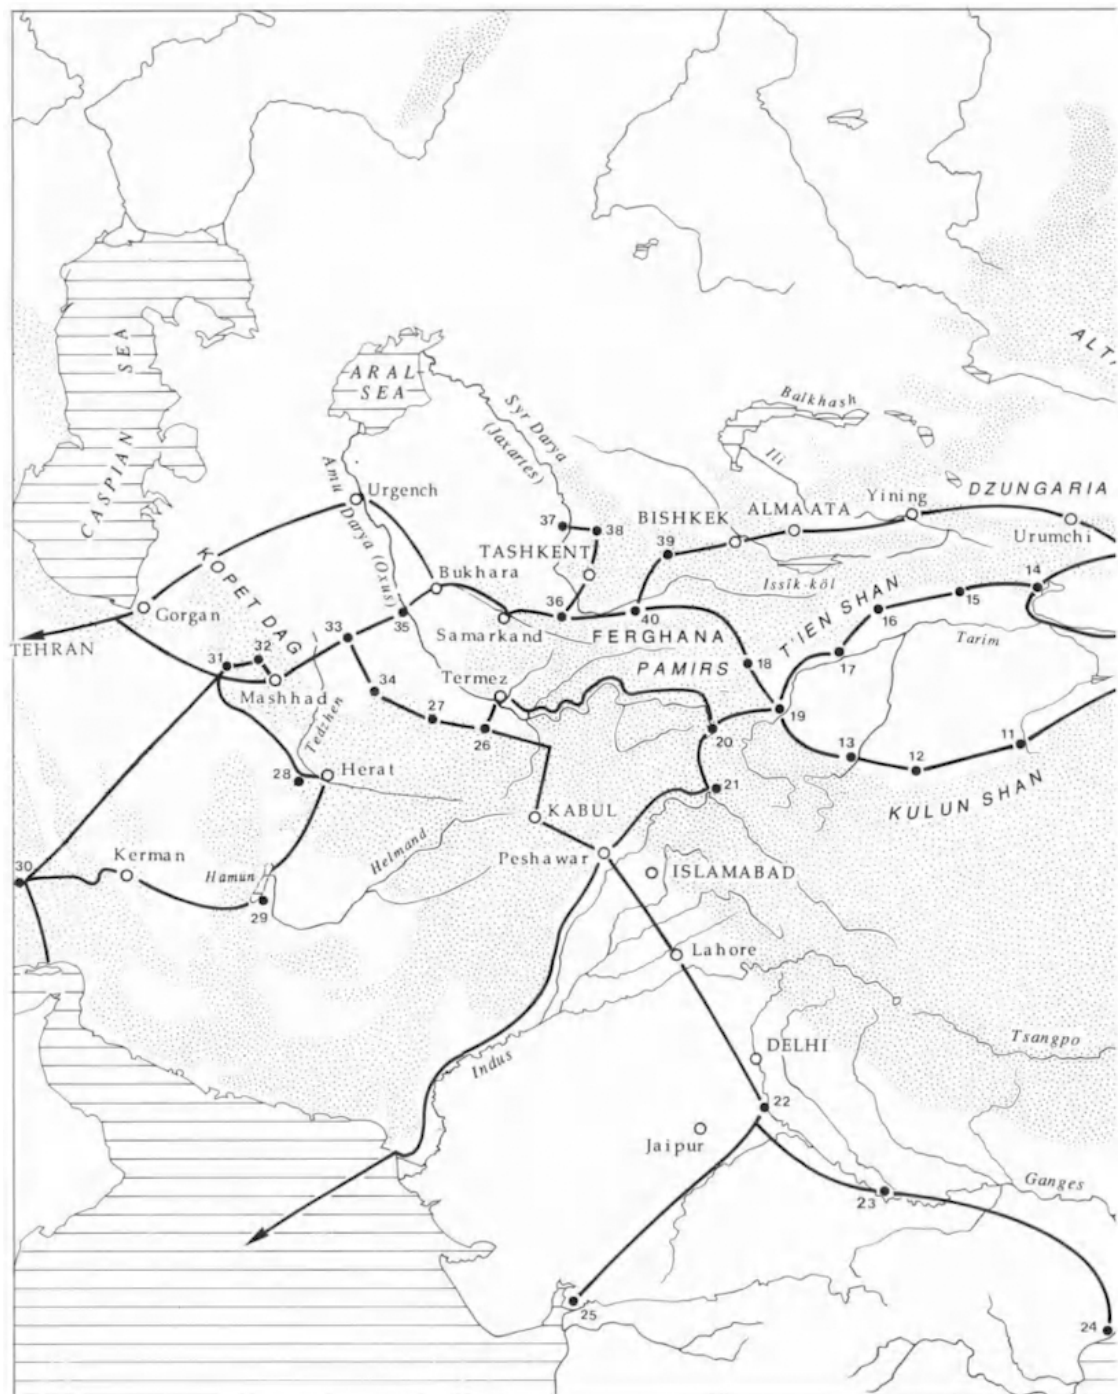 ARAL
SEA
CASPIAN SEA
ALT
Balkhash
Syr Darya
(Jaxartes)
Ili
Amu Darya (Oxus)
Urgench
Yining
DZUNGARIA
37
38
BISHKEK
ALMA ATA
Urumchi
39
TASHKENT
KOPET DAG
Bukhara
Issik-köl
14
15
Gorgan
36
40
16
TEHRAN
33
35
Samarkand
FERGHANA
T'IEN SHAN
Tarim
31
32
PAMIRS
18
17
Mashhad
34
Termez
Tedzhen
27
26
20
19
13
12
11
28
Herat
21
KULUN SHAN
KABUL
Helmand
Peshawar
30
Kerman
Hamun
ISLAMABAD
29
Lahore
Tsangpo
Indus
DELHI
22
Jaipur
Ganges
23
25
24